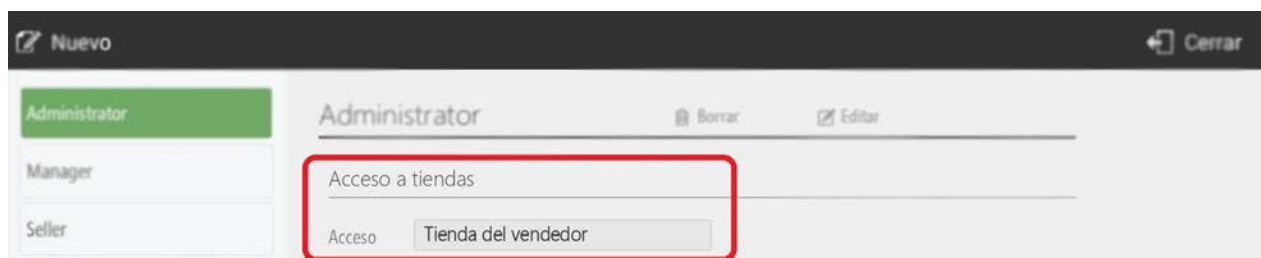 Nuevo
Cerrar
Administrator
Manager
Seller
Administrator
Borrar
Editar
Acceso a tiendas
Acceso
Tienda del vendedor